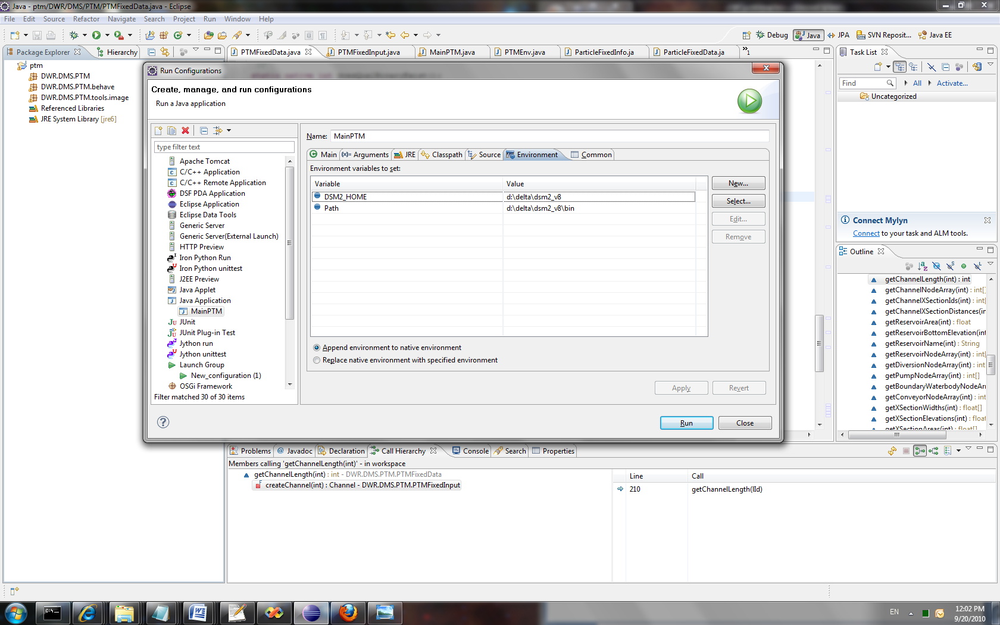 Java - ptm/DWR/DMS/PTM/PTMFixedData.java - Eclipse
File Edit Source Refactor Navigate Search Project Run Window Help
Debug Java JPA SVN Reposit... Java EE
Package Explorer Hierarchy
ptm
DWR.DMS.PTM
DWR.DMS.PTM.behave
DWR.DMS.PTM.tools.image
Referenced Libraries
JRE System Library [jre6]
PTMFixedData.java PTMFixedInput.java MainPTM.java PTMEnv.java ParticleFixedInfo.ja ParticleFixedData.ja »1
Run Configurations
Create, manage, and run configurations
Run a Java application
type filter text
Apache Tomcat
C/C++ Application
C/C++ Remote Application
DSF PDA Application
Eclipse Application
Eclipse Data Tools
Generic Server
Generic Server(External Launch)
HTTP Preview
Iron Python Run
Iron Python unittest
J2EE Preview
Java Applet
Java Application
MainPTM
JUnit
JUnit Plug-in Test
Jython run
Jython unittest
Launch Group
New_configuration (1)
OSGi Framework
Filter matched 30 of 30 items
Name: MainPTM
Main (x)= Arguments JRE Classpath Source Environment Common
Environment variables to set:
Variable Value
DSM2_HOME d:\delta\dsm2_v8
Path d:\delta\dsm2_v8\bin
New...
Select...
Edit...
Remove
Append environment to native environment
Replace native environment with specified environment
Apply Revert
Run Close
Task List
Find All Activate...
Uncategorized
Connect Mylyn
Connect to your task and ALM tools.
Outline
getChannelLength(int) : int
getChannelNodeArray(int) : int[]
getChannelXSectionIds(int) : int[
getChannelXSectionDistances(in
getReservoirArea(int) : float
getReservoirBottomElevation(int
getReservoirName(int) : String
getReservoirNodeArray(int) : int[
getDiversionNodeArray(int) : int
getPumpNodeArray(int) : int[]
getBoundaryWaterbodyNodeAr
getConveyorNodeArray(int) : int
getXSectionWidths(int) : float[]
getXSectionElevations(int) : float
getXSectionAreas(int) : float[]
Problems @ Javadoc Declaration Call Hierarchy Console Search Properties
Members calling 'getChannelLength(int)' - in workspace
getChannelLength(int) : int - DWR.DMS.PTM.PTMFixedData
createChannel(int) : Channel - DWR.DMS.PTM.PTMFixedInput
Line Call
210 getChannelLength(lId)
EN
12:02 PM
9/20/2010